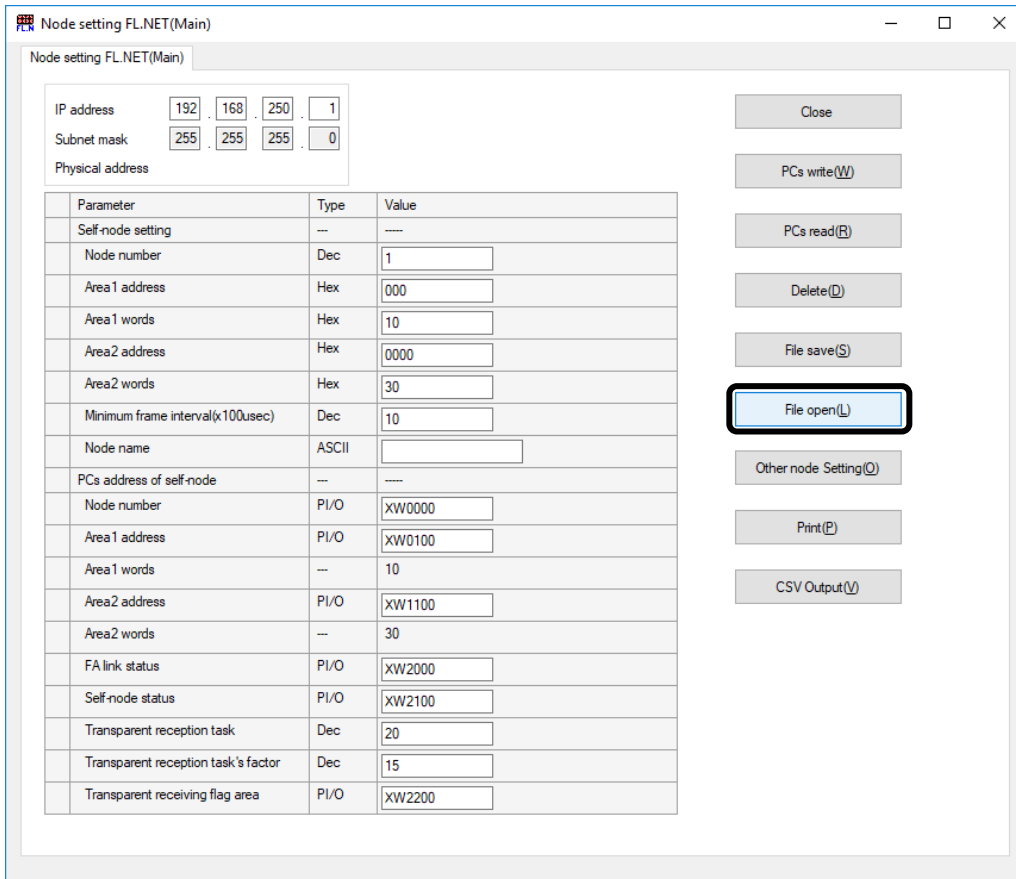 Node setting FL.NET(Main)
Node setting FL.NET(Main)
IP address 192 . 168 . 250 . 1
Subnet mask 255 . 255 . 255 . 0
Physical address
Parameter Type Value
Self-node setting --- -----
Node number Dec 1
Area1 address Hex 000
Area1 words Hex 10
Area2 address Hex 0000
Area2 words Hex 30
Minimum frame interval(x100usec) Dec 10
Node name ASCII
PCs address of self-node --- -----
Node number PI/O XW0000
Area1 address PI/O XW0100
Area1 words --- 10
Area2 address PI/O XW1100
Area2 words --- 30
FA link status PI/O XW2000
Self-node status PI/O XW2100
Transparent reception task Dec 20
Transparent reception task's factor Dec 15
Transparent receiving flag area PI/O XW2200
Close
PCs write(W)
PCs read(R)
Delete(D)
File save(S)
File open(L)
Other node Setting(O)
Print(P)
CSV Output(V)